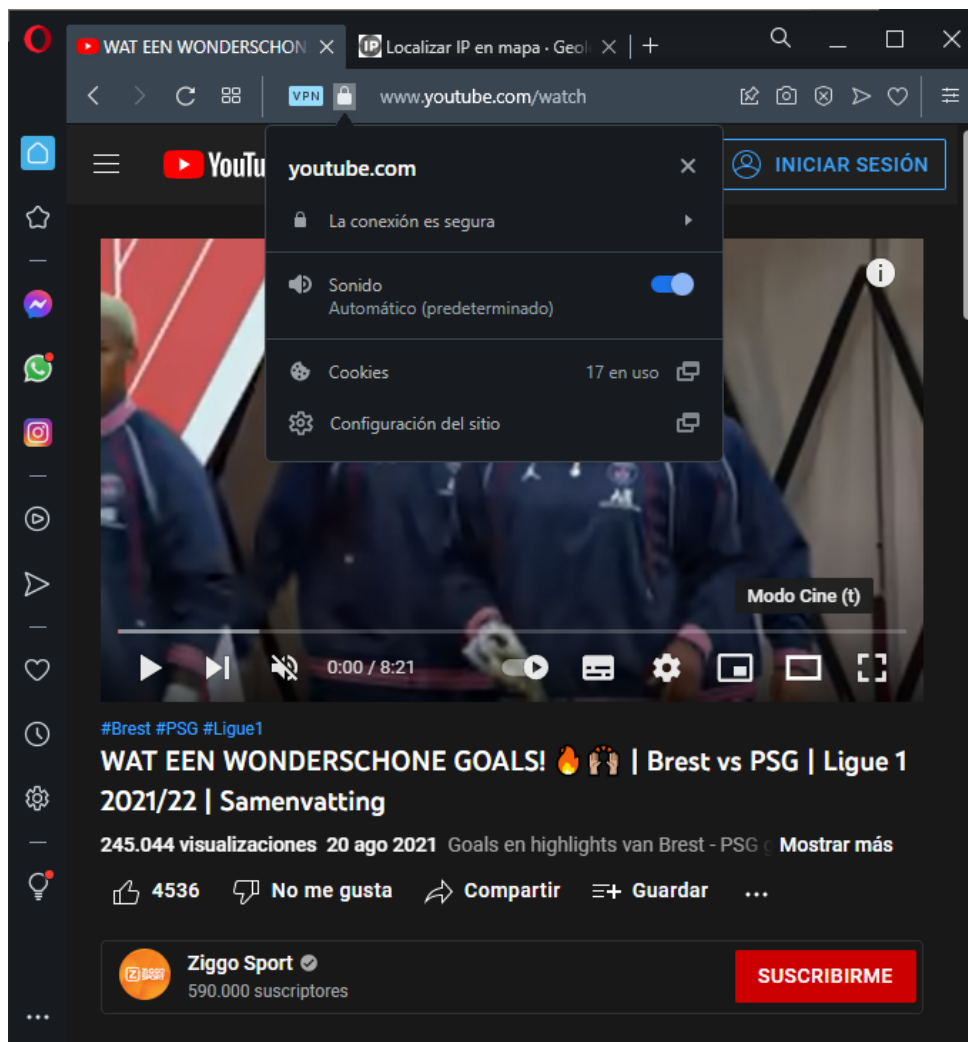 WAT EEN WONDERSCHON
Localizar IP en mapa · Geol
VPN
www.youtube.com/watch
YouTu
INICIAR SESIÓN
youtube.com
La conexión es segura
Sonido
Automático (predeterminado)
Cookies 17 en uso
Configuración del sitio
Modo Cine (t)
0:00 / 8:21
#Brest #PSG #Ligue1
WAT EEN WONDERSCHONE GOALS! 🔥 🙌🏽 | Brest vs PSG | Ligue 1
2021/22 | Samenvatting
245.044 visualizaciones 20 ago 2021 Goals en highlights van Brest - PSG g Mostrar más
4536 No me gusta Compartir Guardar ...
Ziggo Sport
590.000 suscriptores
SUSCRIBIRME